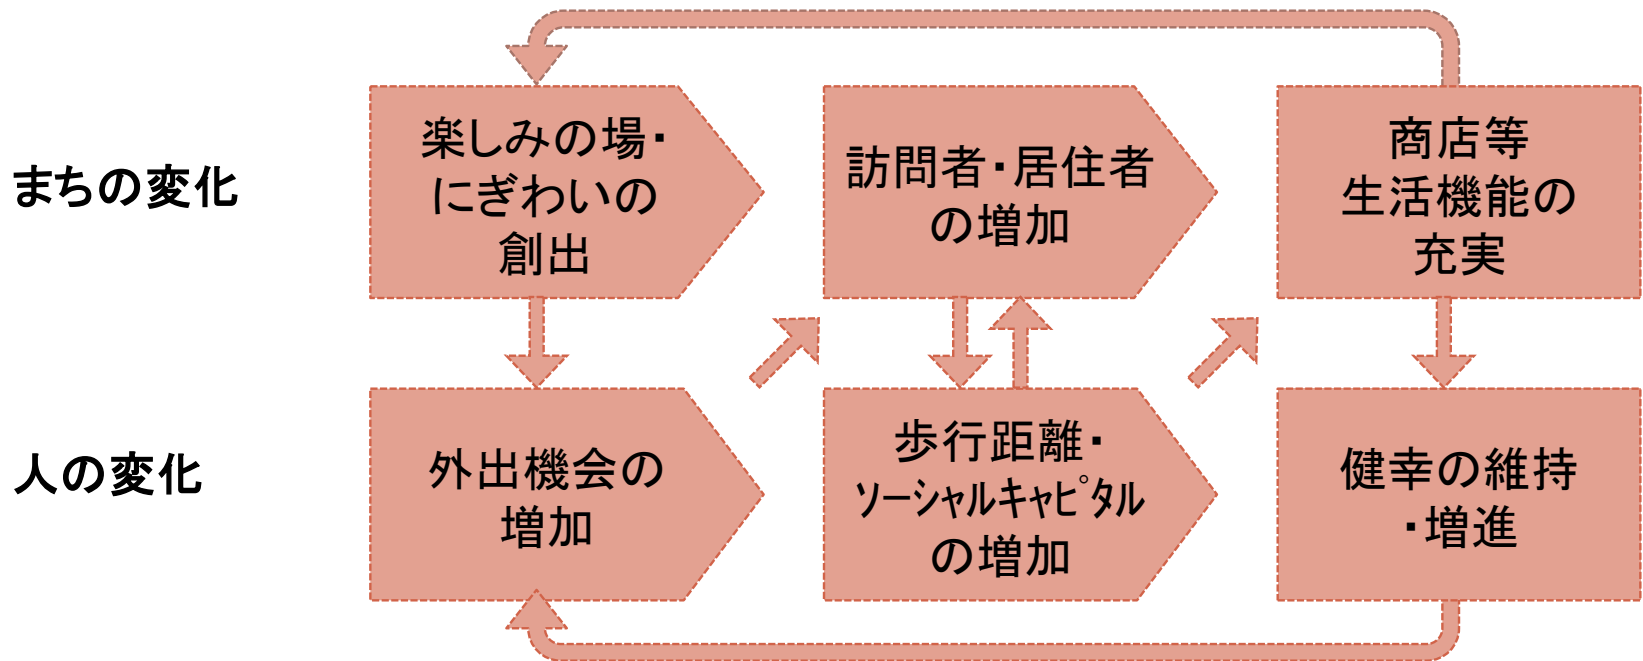 まちの変化
楽しみの場・
にぎわいの
創出
訪問者・居住者
の増加
商店等
生活機能の
充実
人の変化
外出機会の
増加
歩行距離・
ｿｰｼｬﾙｷｬﾋﾟﾀﾙ
の増加
健幸の維持
・増進